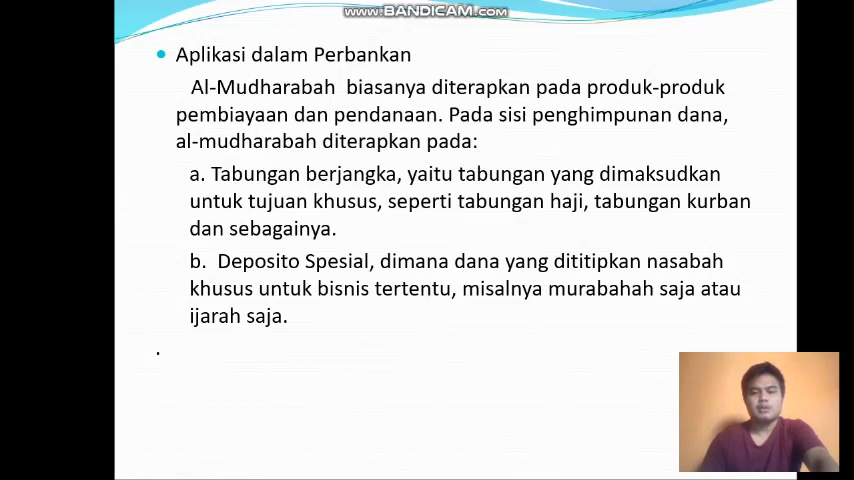 www.BANDICAM.com
• Aplikasi dalam Perbankan
Al-Mudharabah biasanya diterapkan pada produk-produk
pembiayaan dan pendanaan. Pada sisi penghimpunan dana,
al-mudharabah diterapkan pada:
a. Tabungan berjangka, yaitu tabungan yang dimaksudkan
untuk tujuan khusus, seperti tabungan haji, tabungan kurban
dan sebagainya.
b. Deposito Spesial, dimana dana yang dititipkan nasabah
khusus untuk bisnis tertentu, misalnya murabahah saja atau
ijarah saja.
.